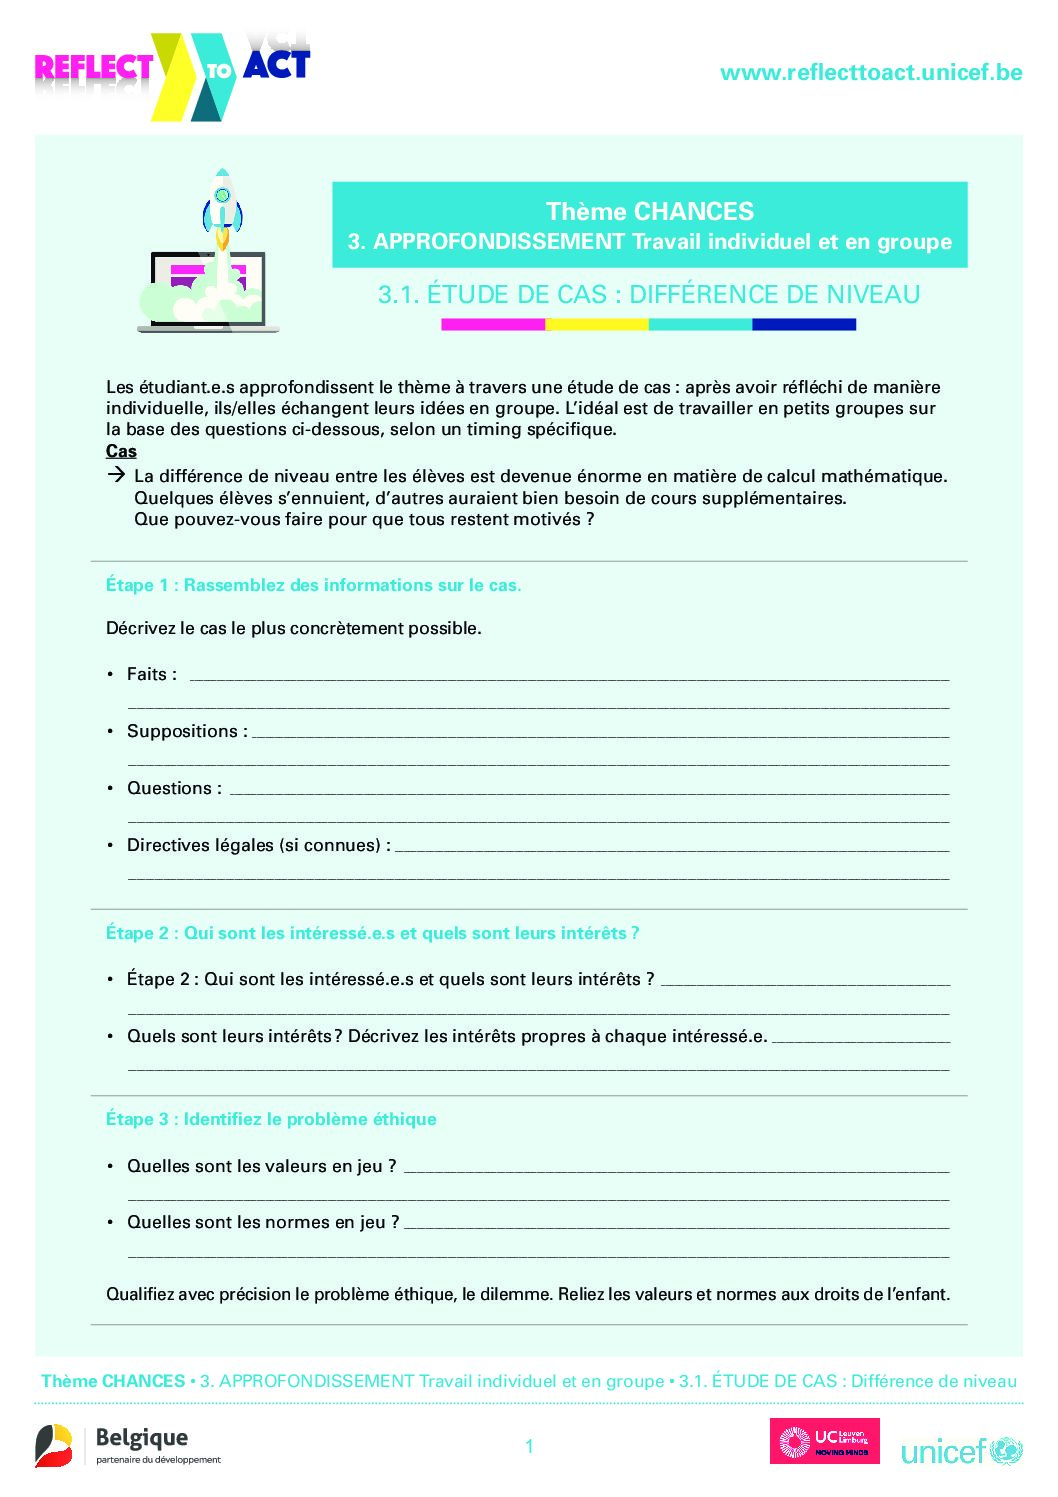 REFLECT TO ACT
www.reflecttoact.unicef.be
Thème CHANCES
3. APPROFONDISSEMENT Travail individuel et en groupe
3.1. ÉTUDE DE CAS : DIFFÉRENCE DE NIVEAU
Les étudiant.e.s approfondissent le thème à travers une étude de cas : après avoir réfléchi de manière
individuelle, ils/elles échangent leurs idées en groupe. L’idéal est de travailler en petits groupes sur
la base des questions ci-dessous, selon un timing spécifique.
Cas
→ La différence de niveau entre les élèves est devenue énorme en matière de calcul mathématique.
Quelques élèves s’ennuient, d’autres auraient bien besoin de cours supplémentaires.
Que pouvez-vous faire pour que tous restent motivés ?
Étape 1 : Rassemblez des informations sur le cas.
Décrivez le cas le plus concrètement possible.
• Faits :
• Suppositions :
• Questions :
• Directives légales (si connues) :
Étape 2 : Qui sont les intéressé.e.s et quels sont leurs intérêts ?
• Étape 2 : Qui sont les intéressé.e.s et quels sont leurs intérêts ?
• Quels sont leurs intérêts ? Décrivez les intérêts propres à chaque intéressé.e.
Étape 3 : Identifiez le problème éthique
• Quelles sont les valeurs en jeu ?
• Quelles sont les normes en jeu ?
Qualifiez avec précision le problème éthique, le dilemme. Reliez les valeurs et normes aux droits de l’enfant.
Thème CHANCES • 3. APPROFONDISSEMENT Travail individuel et en groupe • 3.1. ÉTUDE DE CAS : Différence de niveau
Belgique
partenaire du développement
1
UC Leuven
Limburg
MOVING MINDS
unicef